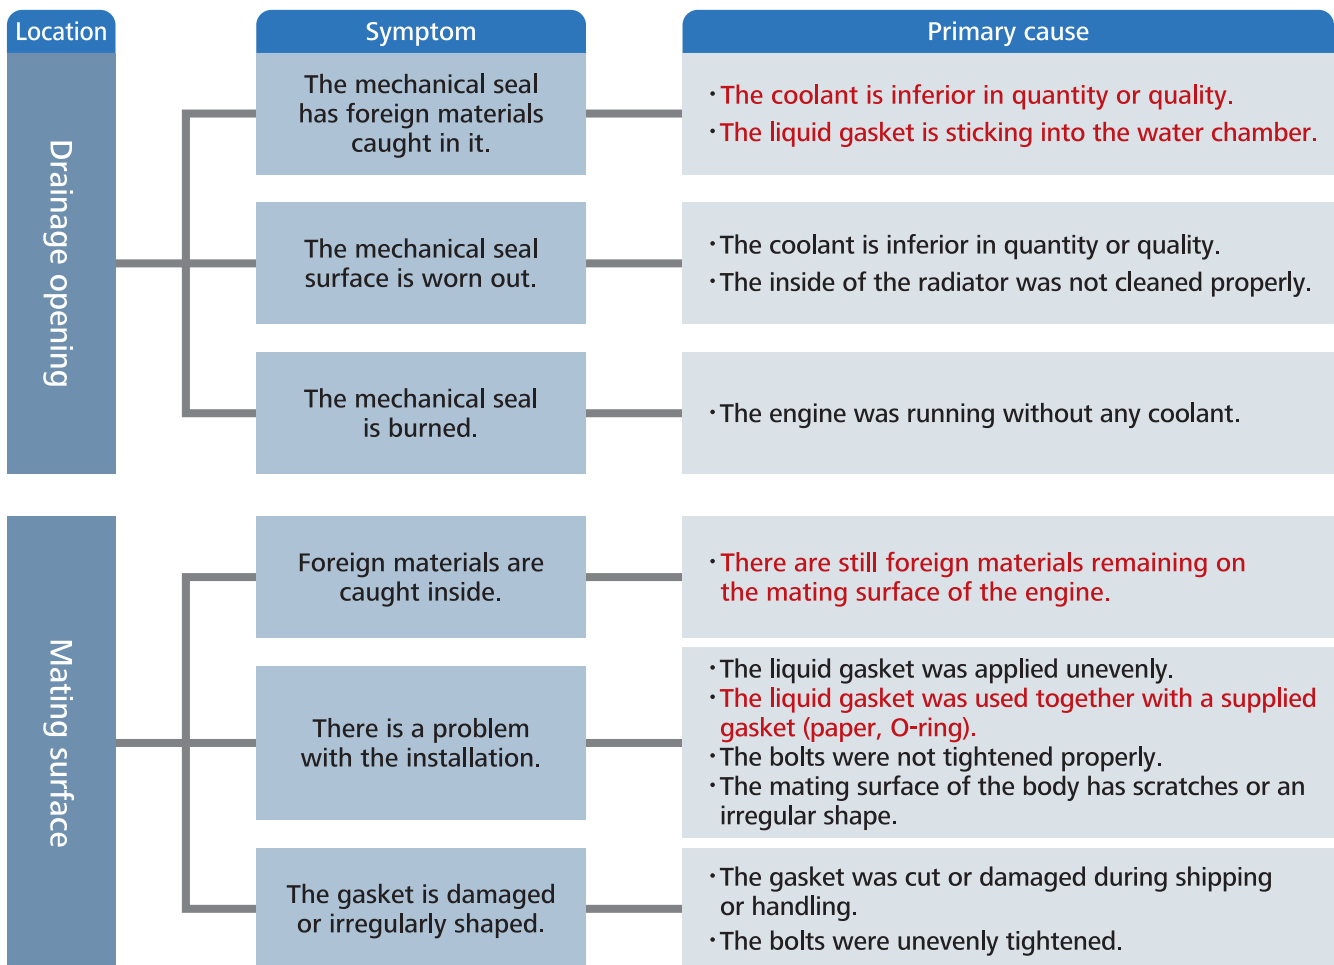 Location
Symptom
Primary cause
Drainage opening
The mechanical seal
has foreign materials
caught in it.
・The coolant is inferior in quantity or quality.
・The liquid gasket is sticking into the water chamber.
The mechanical seal
surface is worn out.
・The coolant is inferior in quantity or quality.
・The inside of the radiator was not cleaned properly.
The mechanical seal
is burned.
・The engine was running without any coolant.
Mating surface
Foreign materials are
caught inside.
・There are still foreign materials remaining on
the mating surface of the engine.
There is a problem
with the installation.
・The liquid gasket was applied unevenly.
・The liquid gasket was used together with a supplied
gasket (paper, O-ring).
・The bolts were not tightened properly.
・The mating surface of the body has scratches or an
irregular shape.
The gasket is damaged
or irregularly shaped.
・The gasket was cut or damaged during shipping
or handling.
・The bolts were unevenly tightened.